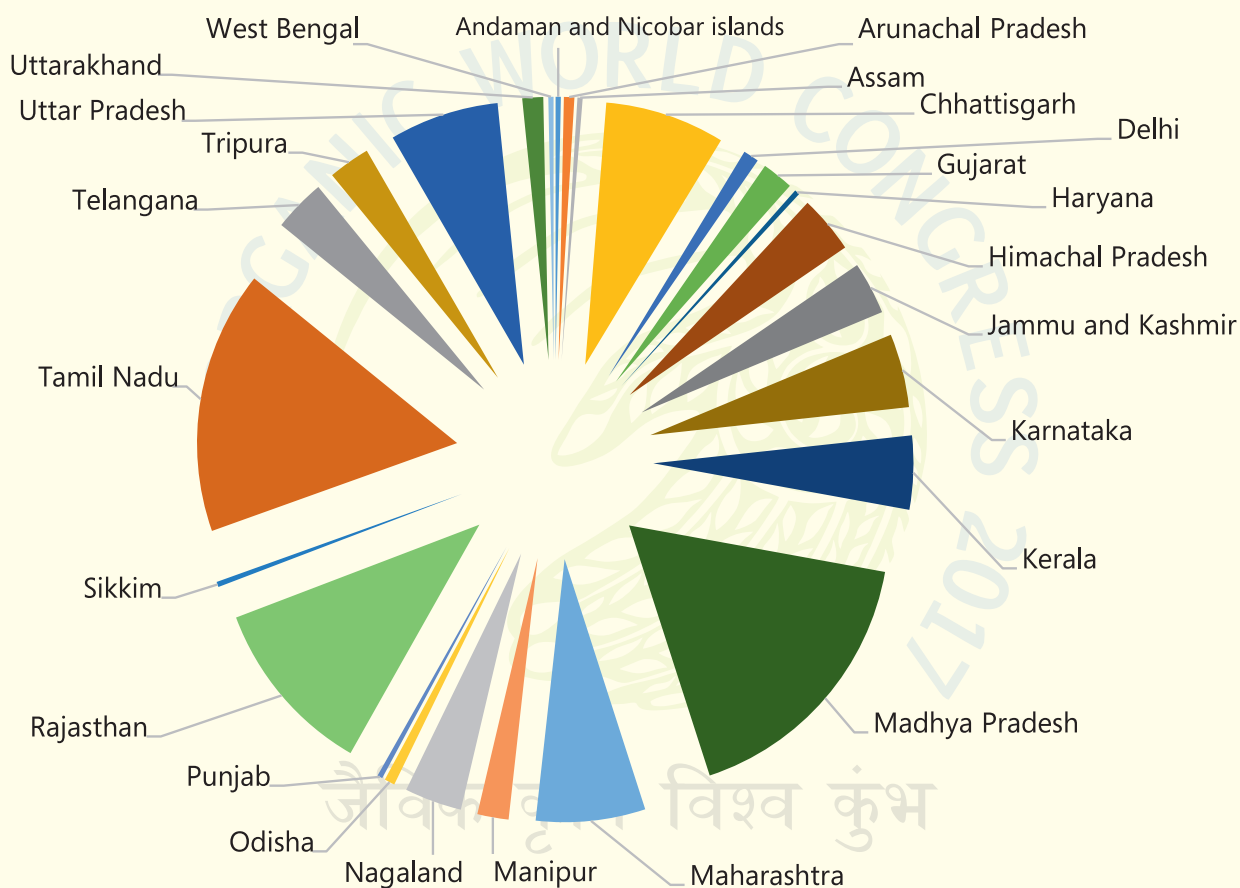 West Bengal
Andaman and Nicobar islands
Arunachal Pradesh
Uttarakhand
Assam
Uttar Pradesh
Chhattisgarh
Delhi
Tripura
Gujarat
Telangana
Haryana
Himachal Pradesh
Jammu and Kashmir
Tamil Nadu
Karnataka
Kerala
Sikkim
Rajasthan
Madhya Pradesh
Punjab
Odisha
Nagaland
Manipur
Maharashtra
WORLD CONGRESS 2017
विश्व कुंभ